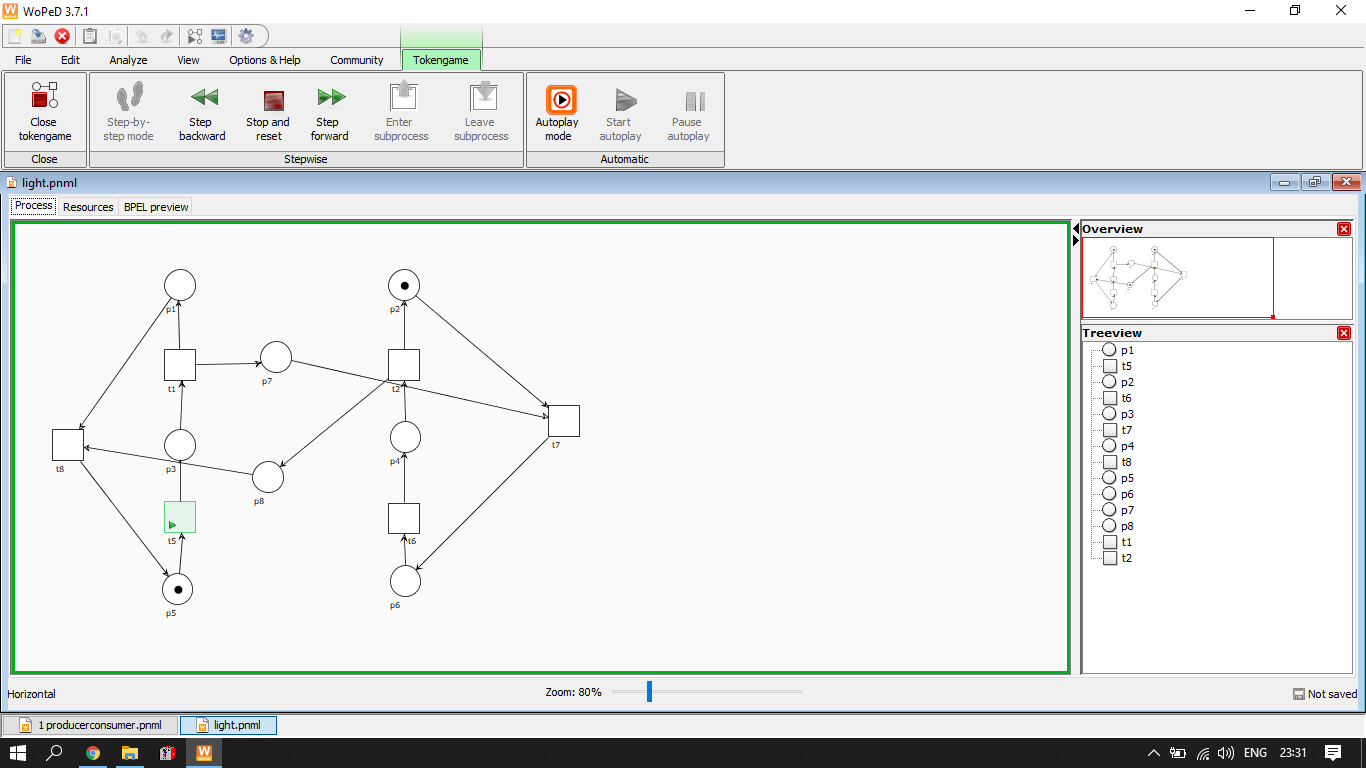 WoPeD 3.7.1
File Edit Analyze View Options & Help Community Tokengame
Close tokengame
Step-by-step mode
Step backward
Stop and reset
Step forward
Enter subprocess
Leave subprocess
Autoplay mode
Start autoplay
Pause autoplay
Close Stepwise Automatic
light.pnml
Process Resources BPEL preview
p1
p2
t1
p7
t2
t7
t8
p3
p4
p8
t5
t6
p5
p6
Overview
Treeview
p1
t5
p2
t6
p3
t7
p4
t8
p5
p6
p7
p8
t1
t2
Horizontal Zoom: 80% Not saved
1 producerconsumer.pnml light.pnml
ENG 23:31